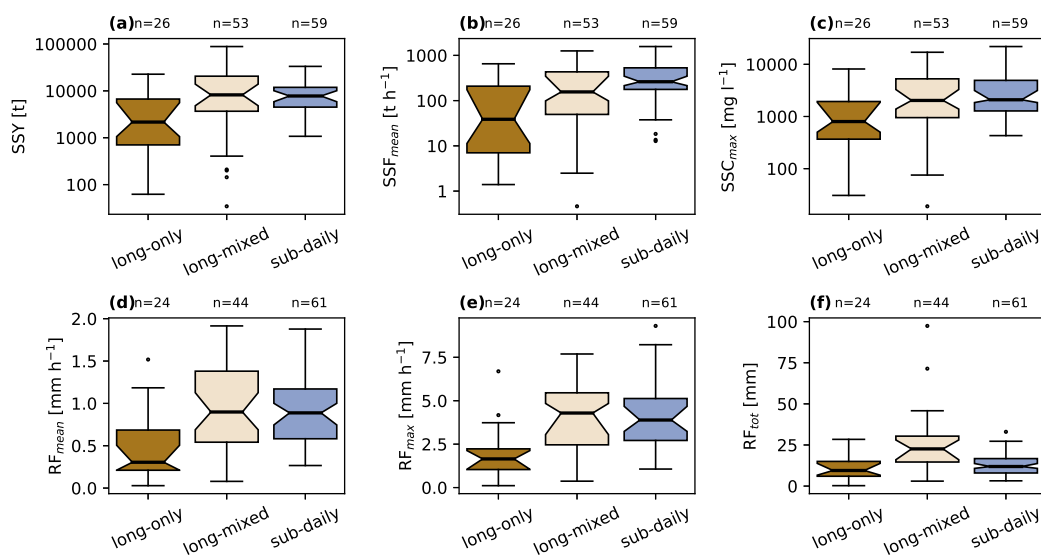 (a) n=26 n=53 n=59
SSY [t]
100000
10000
1000
100
long-only long-mixed sub-daily
(b) n=26 n=53 n=59
SSF_mean [t h⁻¹]
1000
100
10
1
long-only long-mixed sub-daily
(c) n=26 n=53 n=59
SSC_max [mg l⁻¹]
10000
1000
100
long-only long-mixed sub-daily
(d) n=24 n=44 n=61
RF_mean [mm h⁻¹]
2.0
1.5
1.0
0.5
0.0
long-only long-mixed sub-daily
(e) n=24 n=44 n=61
RF_max [mm h⁻¹]
7.5
5.0
2.5
0.0
long-only long-mixed sub-daily
(f) n=24 n=44 n=61
RF_tot [mm]
100
75
50
25
0
long-only long-mixed sub-daily